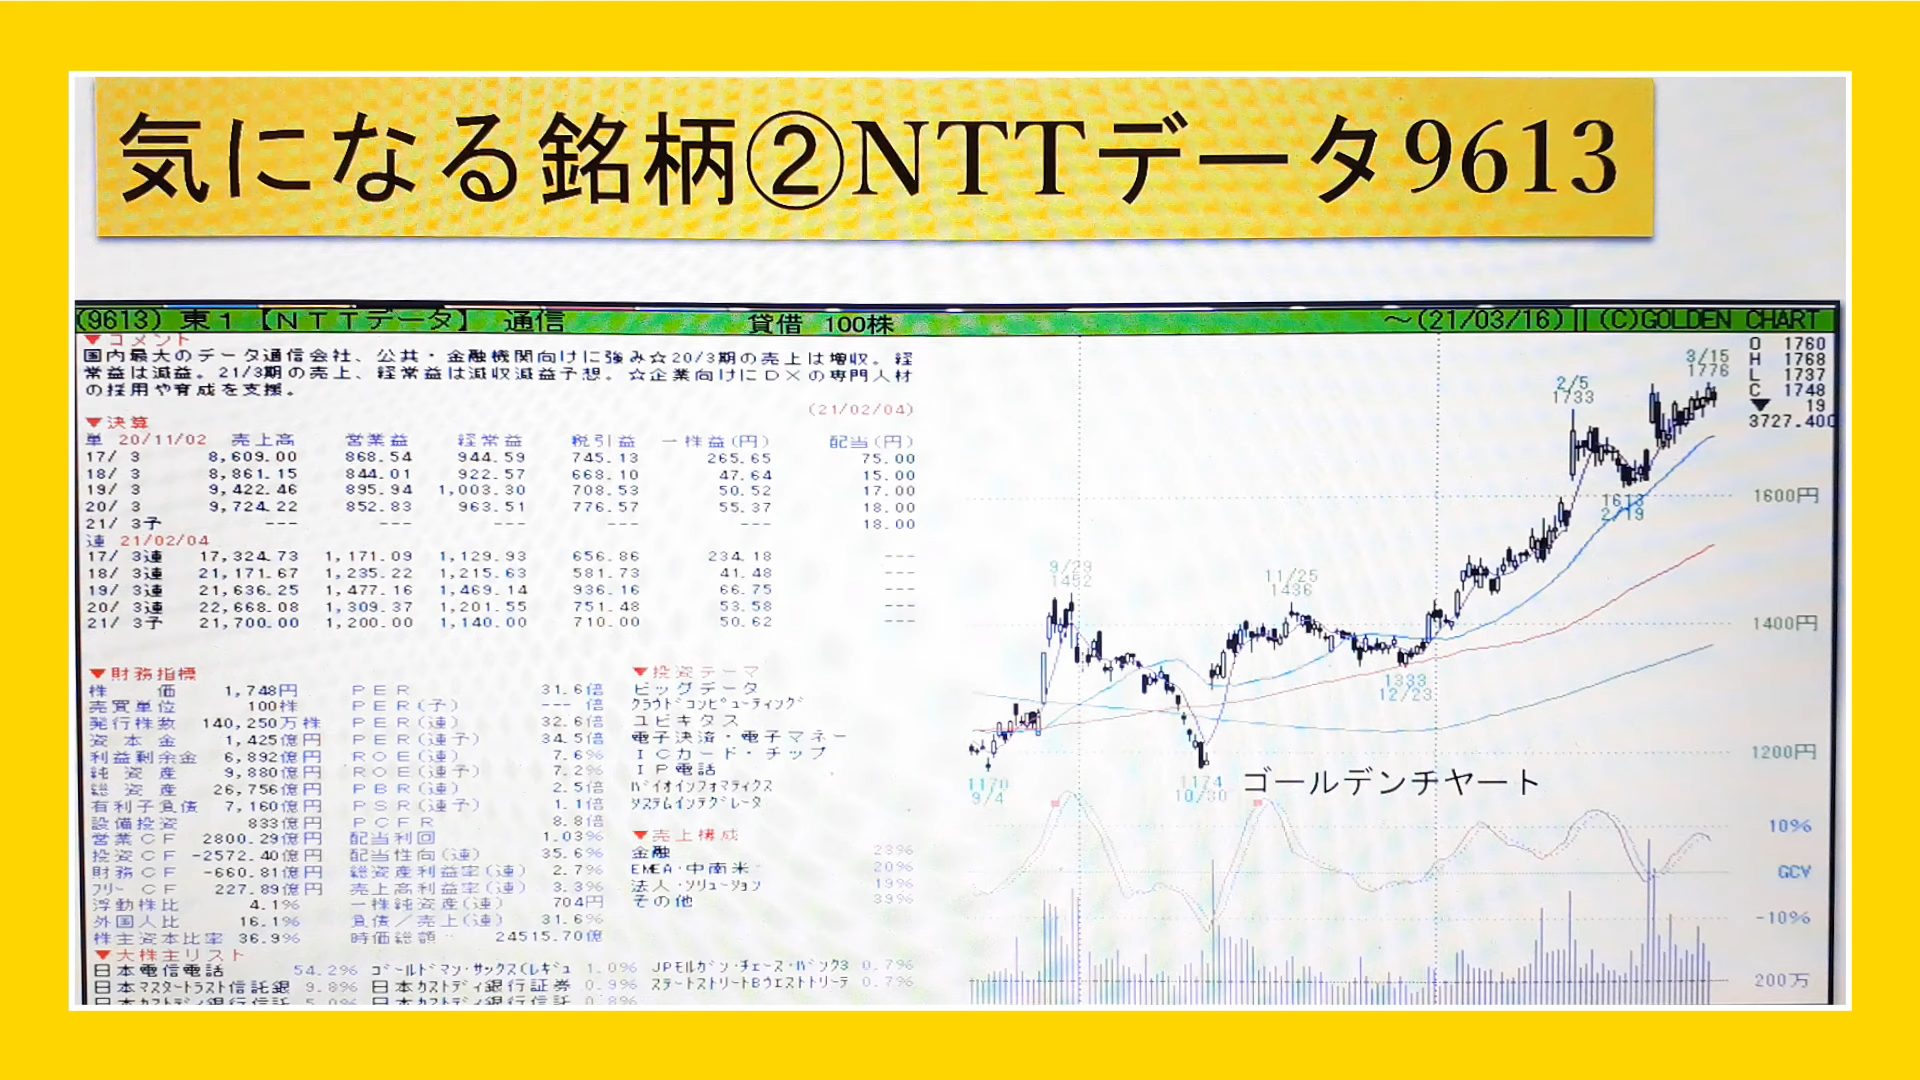 気になる銘柄②NTTデータ9613
(9613) 東1【NTTデータ】 通信 貸借 100株 ～(21/03/16) || (C)GOLDEN CHART
▼コメント
国内最大のデータ通信会社、公共・金融機関向けに強み☆20/3期の売上は増収。経
常益は減益。21/3期の売上、経常益は減収減益予想。☆企業向けにDXの専門人材
の採用や育成を支援。
(21/02/04)
▼決算
単 20/11/02 売上高 営業益 経常益 税引益 一株益(円) 配当(円)
17/ 3 8,609.00 868.54 944.59 745.13 265.65 75.00
18/ 3 8,861.15 844.01 922.57 668.10 47.64 15.00
19/ 3 9,422.46 895.94 1,003.30 708.53 50.52 17.00
20/ 3 9,724.22 852.83 963.51 776.57 55.37 18.00
21/ 3予 --- --- --- --- --- 18.00
連 21/02/04
17/ 3連 17,324.73 1,171.09 1,129.93 656.86 234.18 ---
18/ 3連 21,171.67 1,235.22 1,215.63 581.73 41.48 ---
19/ 3連 21,636.25 1,477.16 1,469.14 936.16 66.75 ---
20/ 3連 22,668.08 1,309.37 1,201.55 751.48 53.58 ---
21/ 3予 21,700.00 1,200.00 1,140.00 710.00 50.62 ---
▼財務指標
株価 1,748円 PER 31.6倍
売買単位 100株 PER(予) --- 倍
発行株数 140,250万株 PER(連) 32.6倍
資本金 1,425億円 PER(連予) 34.5倍
利益剰余金 6,892億円 ROE(連) 7.6%
純資産 9,880億円 ROE(連予) 7.2%
総資産 26,756億円 PBR(連) 2.5倍
有利子負債 7,160億円 PSR(連予) 1.1倍
設備投資 833億円 PCFR 8.8倍
営業CF 2800.29億円 配当利回 1.03%
投資CF -2572.40億円 配当性向(連) 35.6%
財務CF -660.81億円 総資産利益率(連) 2.7%
フリーCF 227.89億円 売上高利益率(連) 3.3%
浮動株比 4.1% 一株純資産(連) 704円
外国人比 16.1% 負債/売上(連) 31.6%
株主資本比率 36.9% 時価総額 24515.70億
▼投資テーマ
ビッグデータ
クラウドコンピューティング
ユビキタス
電子決済・電子マネー
ICカード・チップ
IP電話
バイオインフォマティクス
システムインテグレータ
▼売上構成
金融 23%
EMEA・中南米 20%
法人・ソリューション 19%
その他 39%
▼大株主リスト
日本電信電話 54.2% ゴールドマン・サックス(レギュ 1.0% JPモルガン・チェース・バンク3 0.7%
日本マスタートラスト信託銀 9.8% 日本カストディ銀行証券 0.9% ステートストリートBウエストトリーテ 0.7%
日本カストディ銀行信託 5.0% 日本カストディ銀行信託 0.8%
O 1760
H 1768
L 1737
C 1748
▼ 19
3727.400
3/15
1776
2/5
1733
1613
2/19
9/29
1452
11/25
1436
1333
12/23
1170
9/4
1174
10/30
ゴールデンチヤート
1600円
1400円
1200円
10%
GCV
-10%
200万